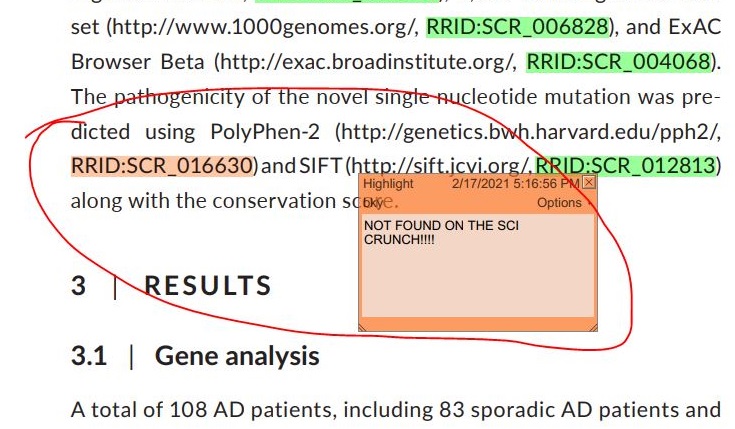 set (http://www.1000genomes.org/, RRID:SCR_006828), and ExAC
Browser Beta (http://exac.broadinstitute.org/, RRID:SCR_004068).
The pathogenicity of the novel single-nucleotide mutation was pre-
dicted using PolyPhen-2 (http://genetics.bwh.harvard.edu/pph2/,
RRID:SCR_016630) and SIFT (http://sift.jcvi.org/, RRID:SCR_012813)
along with the conservation score.
Highlight 2/17/2021 5:16:56 PM
Options
NOT FOUND ON THE SCI
CRUNCH!!!!
3 | RESULTS
3.1 | Gene analysis
A total of 108 AD patients, including 83 sporadic AD patients and